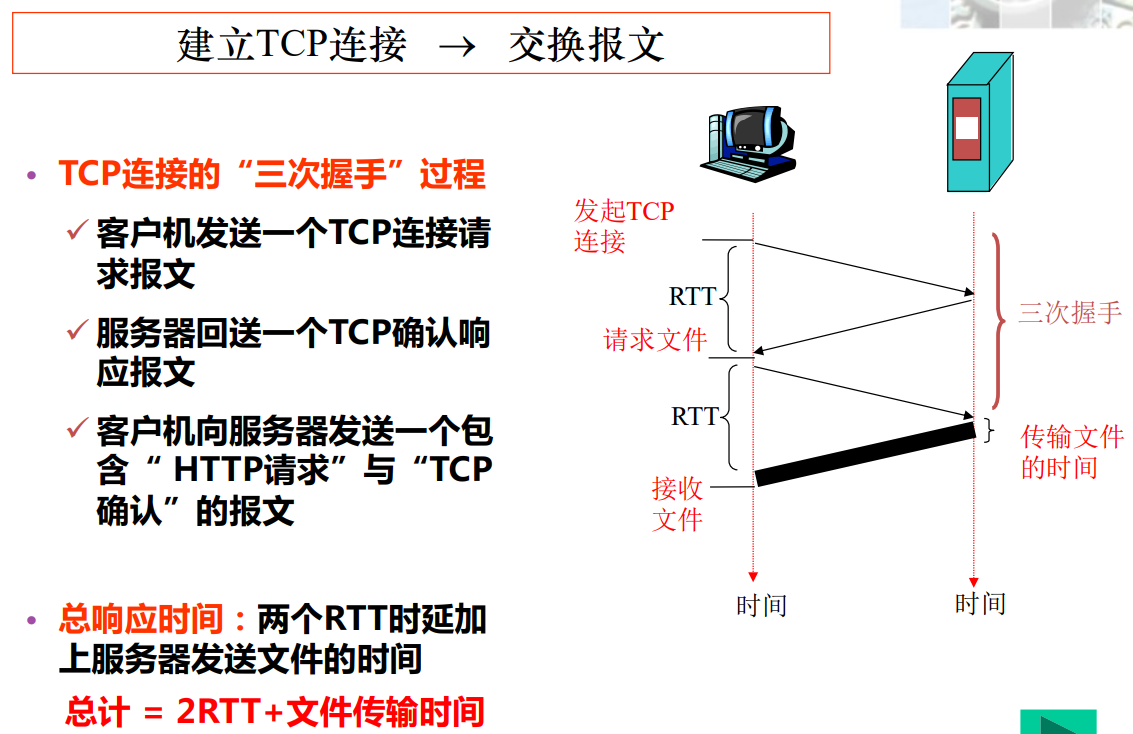 建立TCP连接 → 交换报文
• TCP连接的“三次握手”过程
✓ 客户机发送一个TCP连接请
求报文
✓ 服务器回送一个TCP确认响
应报文
✓ 客户机向服务器发送一个包
含“ HTTP请求”与“TCP
确认”的报文
• 总响应时间：两个RTT时延加
上服务器发送文件的时间
总计 = 2RTT+文件传输时间
发起TCP
连接
RTT
请求文件
RTT
接收
文件
三次握手
传输文件
的时间
时间
时间